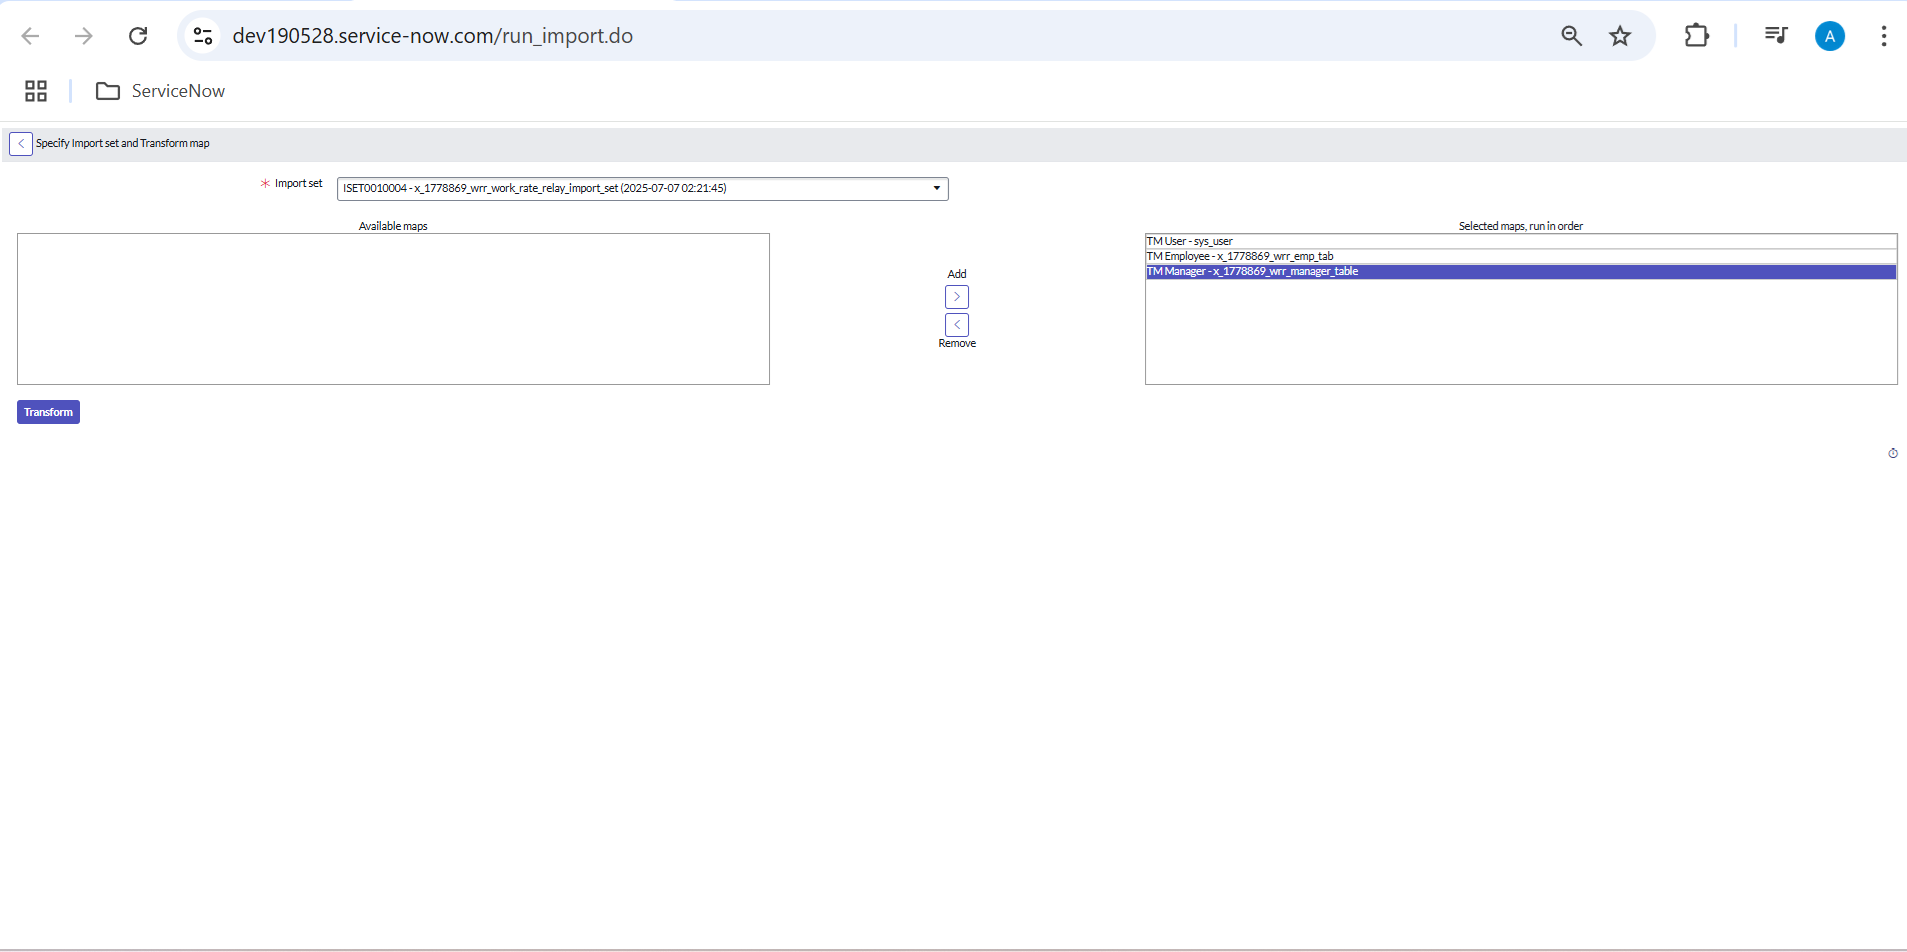 dev190528.service-now.com/run_import.do
A
ServiceNow
Specify Import set and Transform map
Import set
ISET0010004 - x_1778869_wrr_work_rate_relay_import_set (2025-07-07 02:21:45)
Available maps
Selected maps, run in order
TM User - sys_user
TM Employee - x_1778869_wrr_emp_tab
TM Manager - x_1778869_wrr_manager_table
Add
Remove
Transform